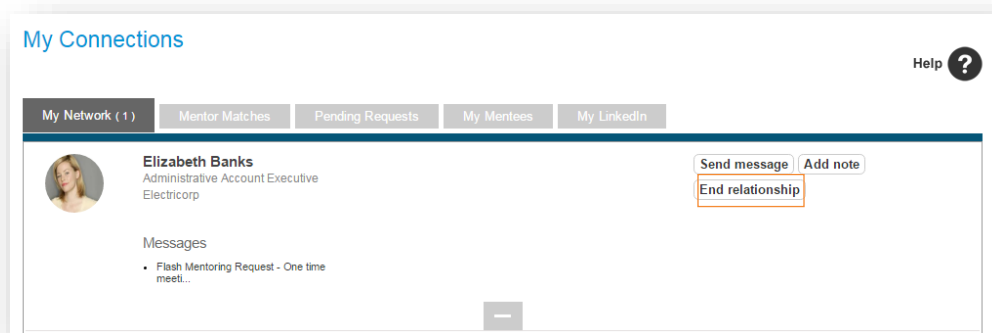 My Connections
Help ?
My Network ( 1 ) Mentor Matches Pending Requests My Mentees My LinkedIn
Elizabeth Banks
Send message Add note
Administrative Account Executive
Electricorp
End relationship
Messages
• Flash Mentoring Request - One time
meeti...